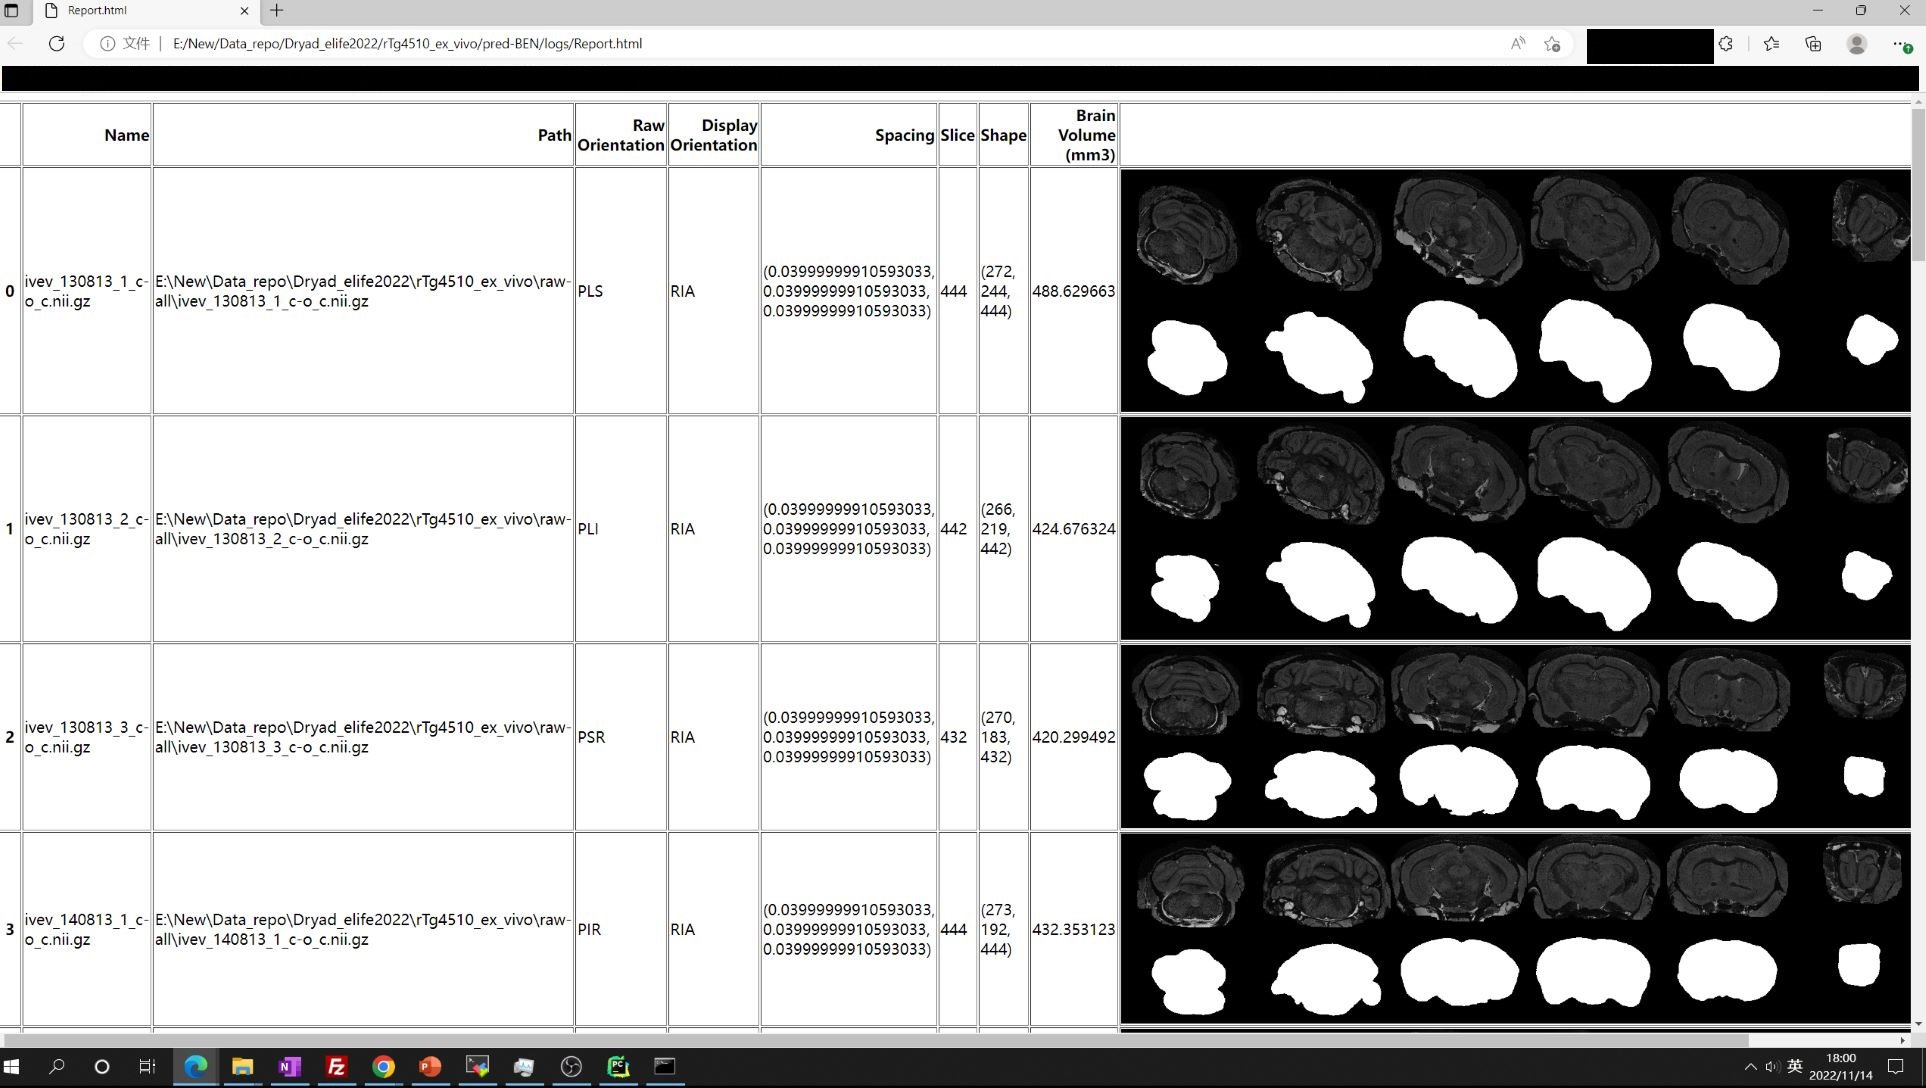 Report.html
文件
E:/New/Data_repo/Dryad_elife2022/rTg4510_ex_vivo/pred-BEN/logs/Report.html
Name
Path
Raw
Orientation
Display
Orientation
Spacing
Slice
Shape
Brain
Volume
(mm3)
0
ivev_130813_1_c-
o_c.nii.gz
E:\New\Data_repo\Dryad_elife2022\rTg4510_ex_vivo\raw-
all\ivev_130813_1_c-o_c.nii.gz
PLS
RIA
(0.03999999910593033,
0.03999999910593033,
0.03999999910593033)
444
(272,
244,
444)
488.629663
1
ivev_130813_2_c-
o_c.nii.gz
E:\New\Data_repo\Dryad_elife2022\rTg4510_ex_vivo\raw-
all\ivev_130813_2_c-o_c.nii.gz
PLI
RIA
(0.03999999910593033,
0.03999999910593033,
0.03999999910593033)
442
(266,
219,
442)
424.676324
2
ivev_130813_3_c-
o_c.nii.gz
E:\New\Data_repo\Dryad_elife2022\rTg4510_ex_vivo\raw-
all\ivev_130813_3_c-o_c.nii.gz
PSR
RIA
(0.03999999910593033,
0.03999999910593033,
0.03999999910593033)
432
(270,
183,
432)
420.299492
3
ivev_140813_1_c-
o_c.nii.gz
E:\New\Data_repo\Dryad_elife2022\rTg4510_ex_vivo\raw-
all\ivev_140813_1_c-o_c.nii.gz
PIR
RIA
(0.03999999910593033,
0.03999999910593033,
0.03999999910593033)
444
(273,
192,
444)
432.353123
英
18:00
2022/11/14